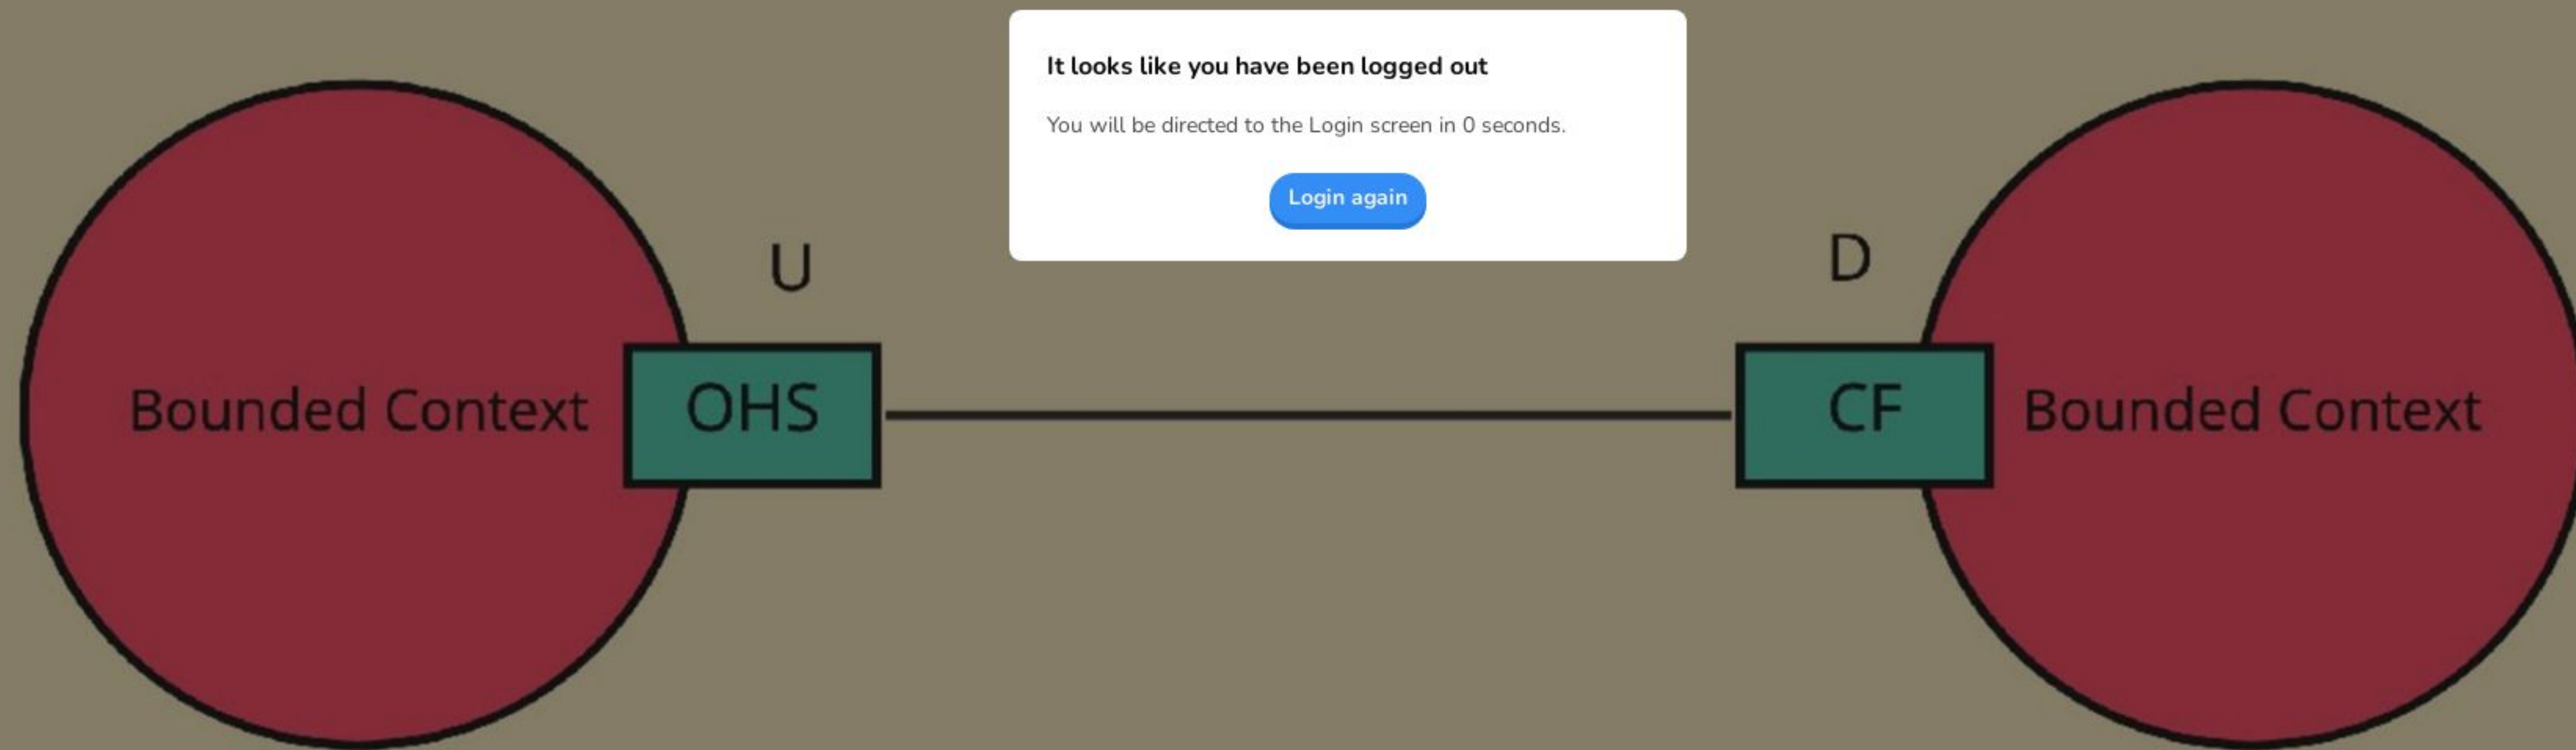 It looks like you have been logged out
You will be directed to the Login screen in 0 seconds.
Login again
U
D
Bounded Context
OHS
CF
Bounded Context